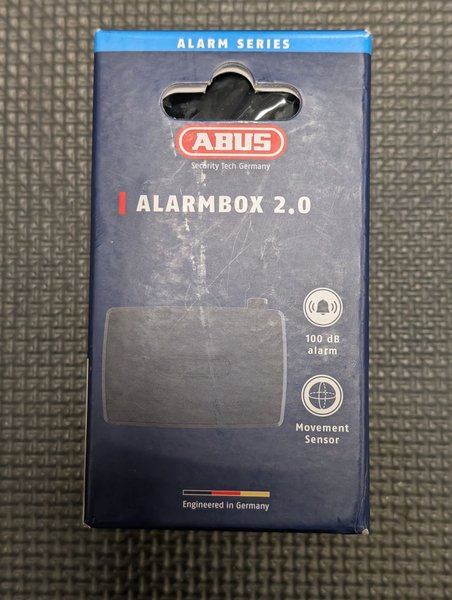 ALARM SERIES
ABUS
Security Tech Germany
ALARMBOX 2.0
100 dB
alarm
Movement
Sensor
Engineered in Germany